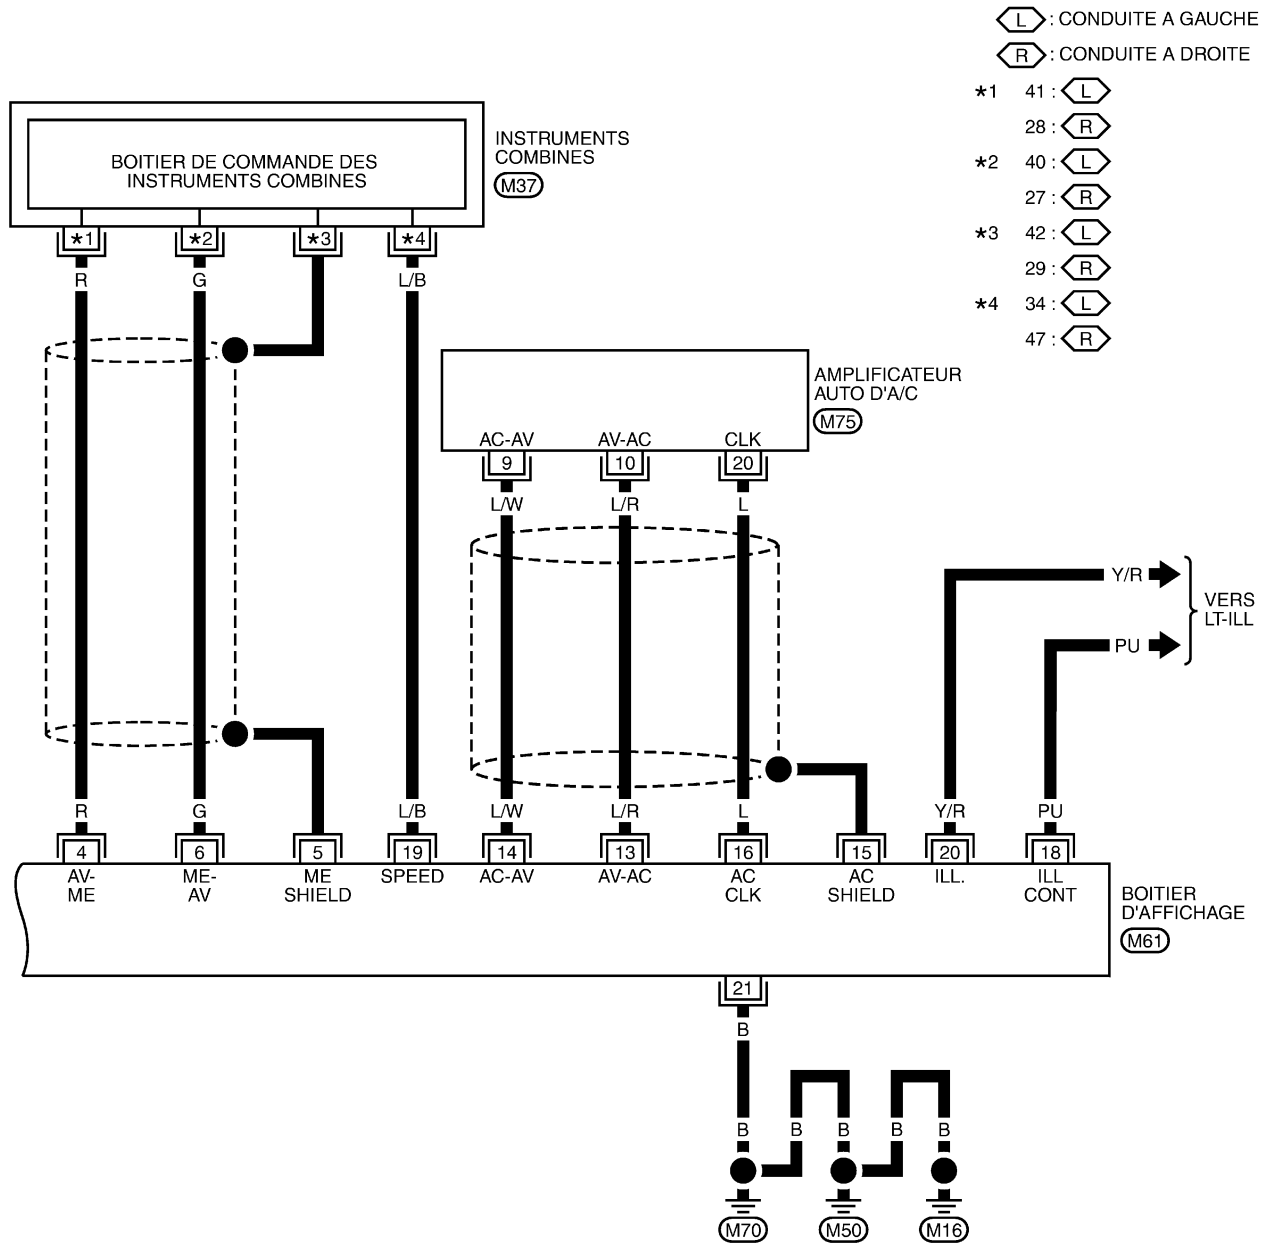 L : CONDUITE A GAUCHE
R : CONDUITE A DROITE
*1 41 : L
28 : R
*2 40 : L
27 : R
*3 42 : L
29 : R
*4 34 : L
47 : R
BOITIER DE COMMANDE DES
INSTRUMENTS COMBINES
INSTRUMENTS
COMBINES
M37
*1 *2 *3 *4
R G L/B
AMPLIFICATEUR
AUTO D'A/C
M75
AC-AV AV-AC CLK
9 10 20
L/W L/R L
Y/R
PU
VERS
LT-ILL
R G L/B L/W L/R L Y/R PU
4 6 5 19 14 13 16 15 20 18
AV-
ME
ME-
AV
ME
SHIELD
SPEED
AC-AV
AV-AC
AC
CLK
AC
SHIELD
ILL.
ILL
CONT
BOITIER
D'AFFICHAGE
M61
21
B
B B B B B
M70 M50 M16